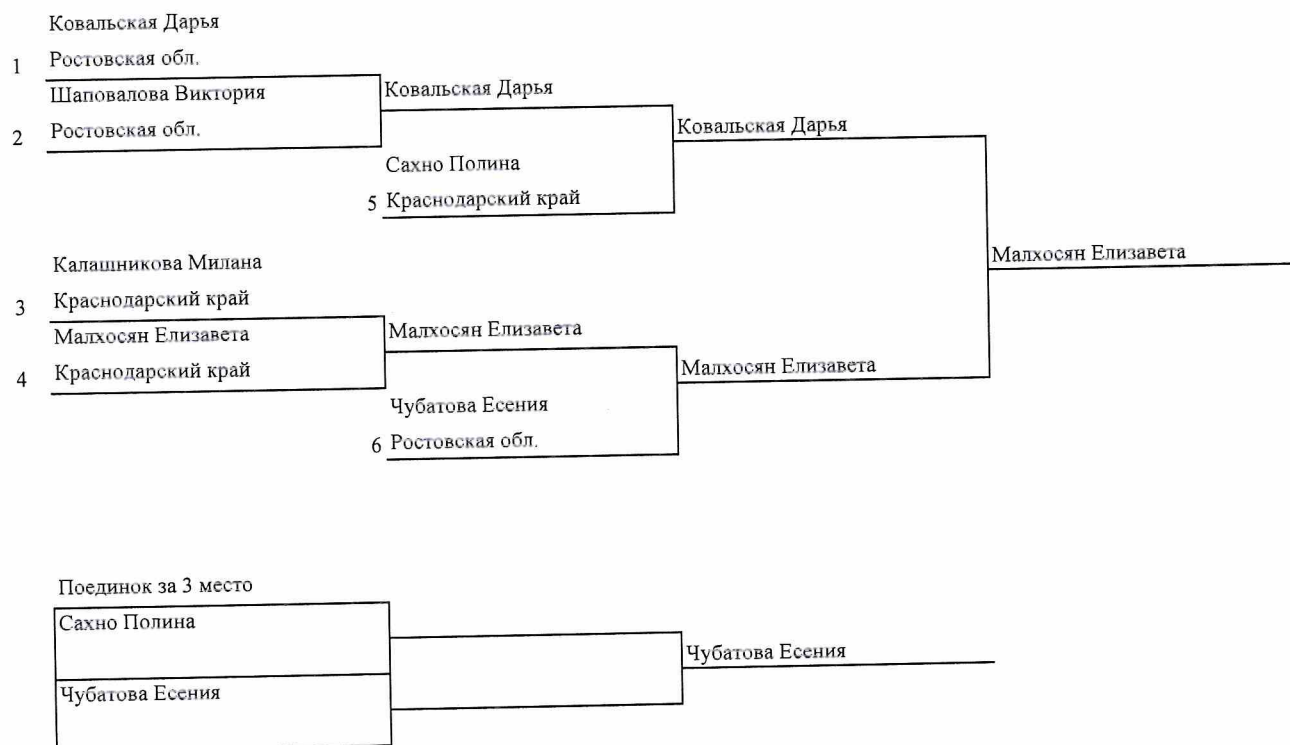 Ковальская Дарья
1 Ростовская обл.
Шаповалова Виктория
2 Ростовская обл.
Ковальская Дарья
Сахно Полина
5 Краснодарский край
Ковальская Дарья
Калашникова Милана
3 Краснодарский край
Малхосян Елизавета
4 Краснодарский край
Малхосян Елизавета
Чубатова Есения
6 Ростовская обл.
Малхосян Елизавета
Малхосян Елизавета
Поединок за 3 место
Сахно Полина
Чубатова Есения
Чубатова Есения